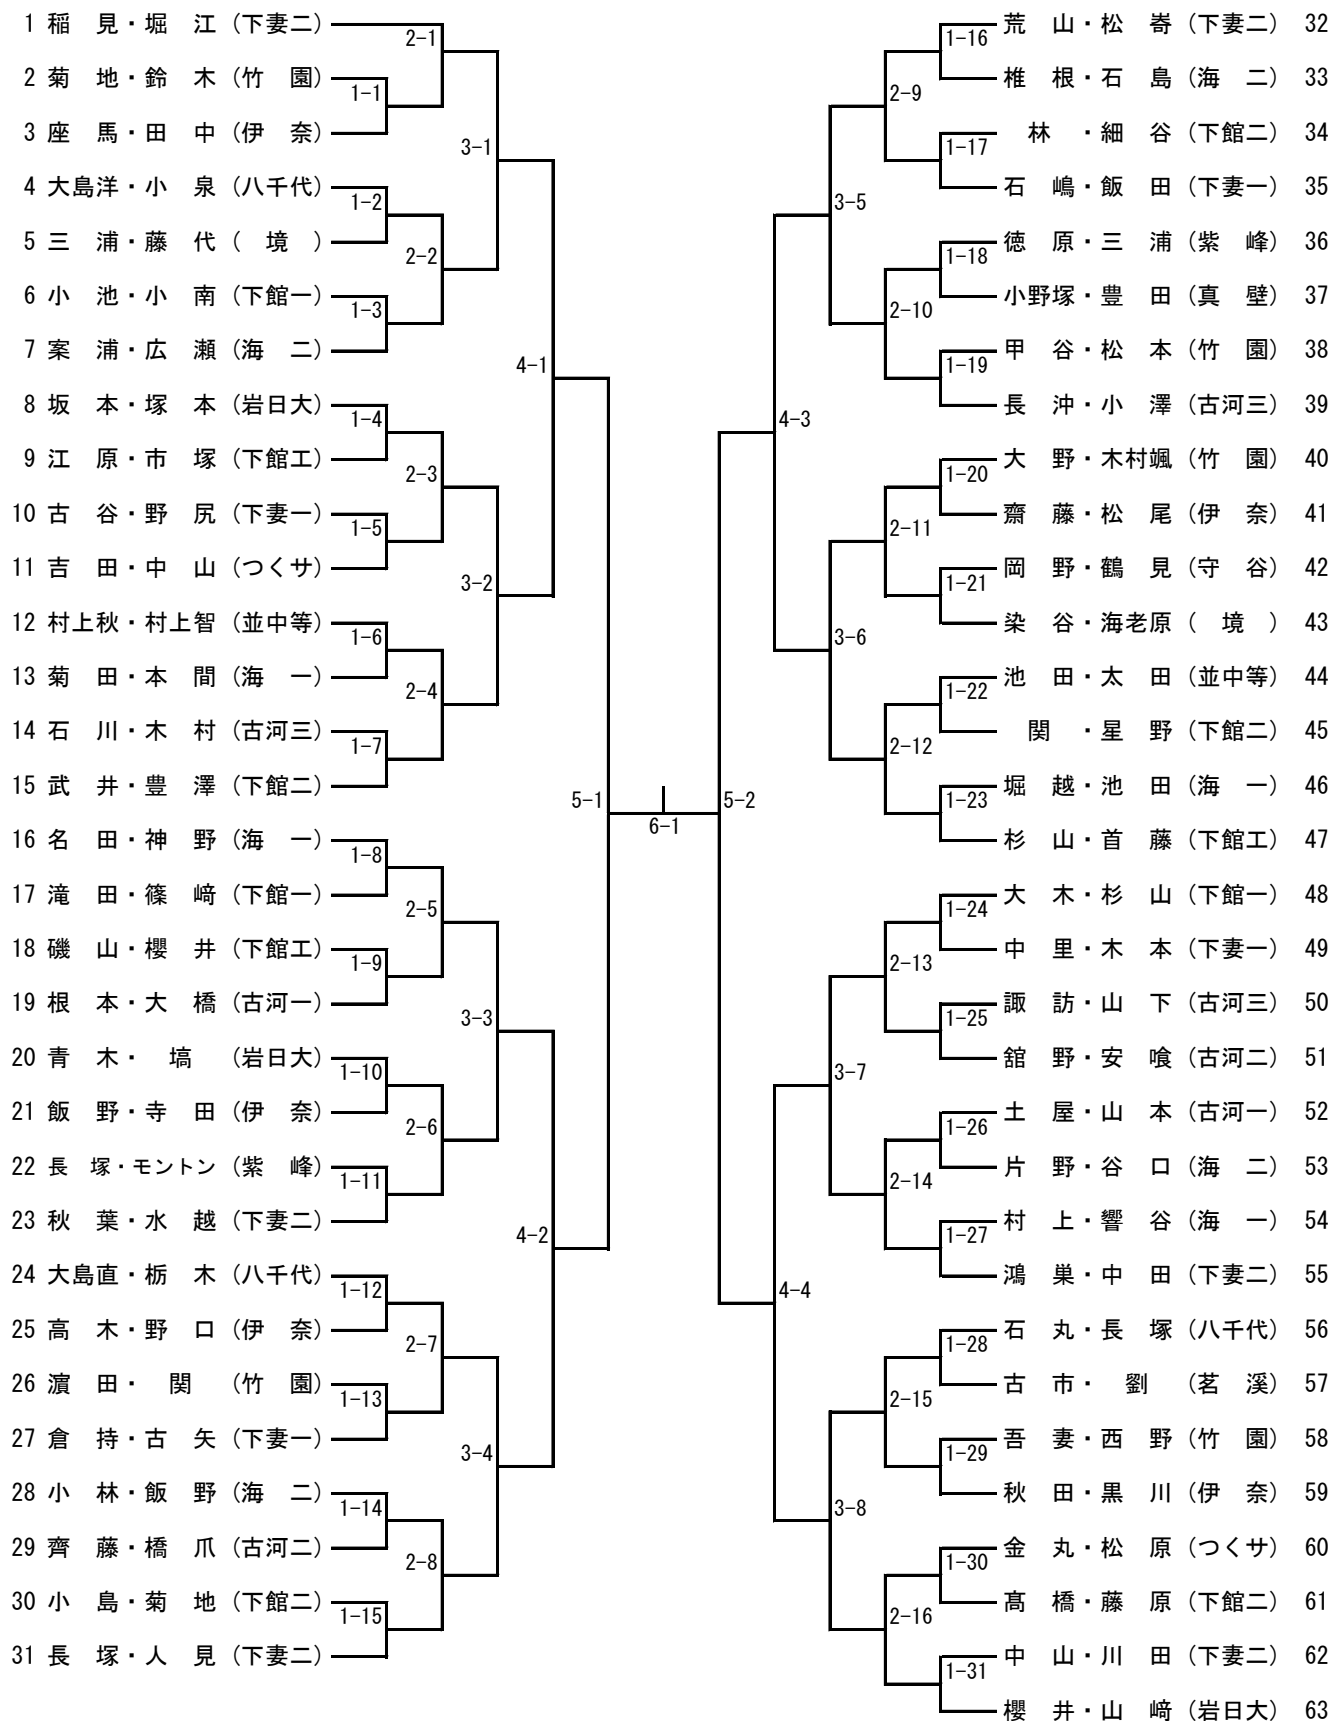 1 稲　見・堀　江 (下妻二)
2 菊　地・鈴　木 (竹　園)
3 座　馬・田　中 (伊　奈)
4 大島洋・小　泉 (八千代)
5 三　浦・藤　代 (　境　)
6 小　池・小　南 (下館一)
7 案　浦・広　瀬 (海　二)
8 坂　本・塚　本 (岩日大)
9 江　原・市　塚 (下館工)
10 古　谷・野　尻 (下妻一)
11 吉　田・中　山 (つくサ)
12 村上秋・村上智 (並中等)
13 菊　田・本　間 (海　一)
14 石　川・木　村 (古河三)
15 武　井・豊　澤 (下館二)
16 名　田・神　野 (海　一)
17 滝　田・篠　﨑 (下館一)
18 磯　山・櫻　井 (下館工)
19 根　本・大　橋 (古河一)
20 青　木・　塙　 (岩日大)
21 飯　野・寺　田 (伊　奈)
22 長　塚・モントン (紫　峰)
23 秋　葉・水　越 (下妻二)
24 大島直・栃　木 (八千代)
25 高　木・野　口 (伊　奈)
26 濵　田・　関　 (竹　園)
27 倉　持・古　矢 (下妻一)
28 小　林・飯　野 (海　二)
29 齊　藤・橋　爪 (古河二)
30 小　島・菊　地 (下館二)
31 長　塚・人　見 (下妻二)
2-1
1-1
3-1
1-2
2-2
1-3
4-1
1-4
2-3
1-5
3-2
1-6
2-4
1-7
5-1
1-8
2-5
1-9
3-3
1-10
2-6
1-11
4-2
1-12
2-7
1-13
3-4
1-14
2-8
1-15
6-1
5-2
1-16
2-9
1-17
3-5
1-18
2-10
1-19
4-3
1-20
2-11
1-21
3-6
1-22
2-12
1-23
1-24
2-13
1-25
3-7
1-26
2-14
1-27
4-4
1-28
2-15
1-29
3-8
1-30
2-16
1-31
荒　山・松　嵜 (下妻二) 32
椎　根・石　島 (海　二) 33
　林　・細　谷 (下館二) 34
石　嶋・飯　田 (下妻一) 35
徳　原・三　浦 (紫　峰) 36
小野塚・豊　田 (真　壁) 37
甲　谷・松　本 (竹　園) 38
長　沖・小　澤 (古河三) 39
大　野・木村颯 (竹　園) 40
齋　藤・松　尾 (伊　奈) 41
岡　野・鶴　見 (守　谷) 42
染　谷・海老原 (　境　) 43
池　田・太　田 (並中等) 44
　関　・星　野 (下館二) 45
堀　越・池　田 (海　一) 46
杉　山・首　藤 (下館工) 47
大　木・杉　山 (下館一) 48
中　里・木　本 (下妻一) 49
諏　訪・山　下 (古河三) 50
舘　野・安　喰 (古河二) 51
土　屋・山　本 (古河一) 52
片　野・谷　口 (海　二) 53
村　上・響　谷 (海　一) 54
鴻　巣・中　田 (下妻二) 55
石　丸・長　塚 (八千代) 56
古　市・　劉　 (茗　溪) 57
吾　妻・西　野 (竹　園) 58
秋　田・黒　川 (伊　奈) 59
金　丸・松　原 (つくサ) 60
髙　橋・藤　原 (下館二) 61
中　山・川　田 (下妻二) 62
櫻　井・山　﨑 (岩日大) 63